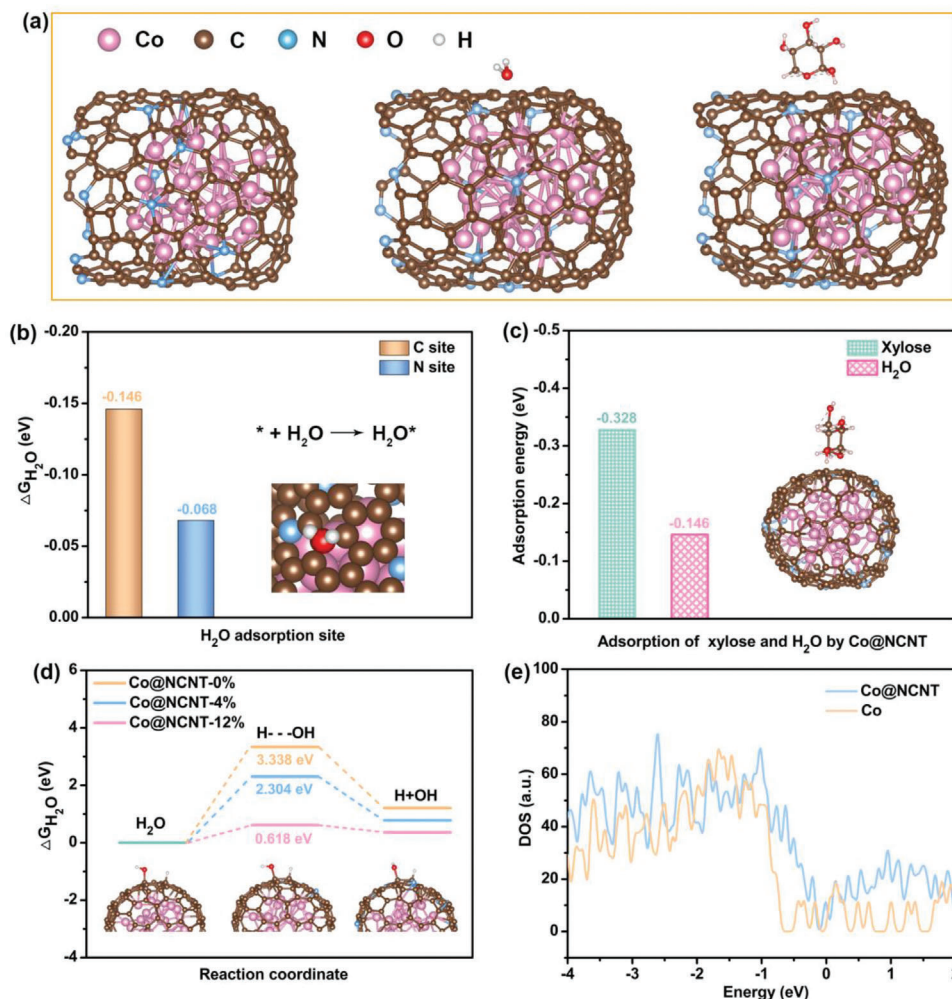 (a)
Co C N O H
(b)
-0.20
-0.15
-0.10
-0.05
0.00
△G_H₂O (eV)
C site
N site
-0.146
-0.068
* + H₂O → H₂O*
H₂O adsorption site
(c)
-0.5
-0.4
-0.3
-0.2
-0.1
0.0
Adsorption energy (eV)
Xylose
H₂O
-0.328
-0.146
Adsorption of xylose and H₂O by Co@NCNT
(d)
6
4
2
0
-2
-4
△G_H₂O (eV)
Co@NCNT-0%
Co@NCNT-4%
Co@NCNT-12%
H- - -OH
3.338 eV
2.304 eV
0.618 eV
H₂O
H+OH
Reaction coordinate
(e)
100
80
60
40
20
0
DOS (a.u.)
Co@NCNT
Co
-4 -3 -2 -1 0 1 2
Energy (eV)